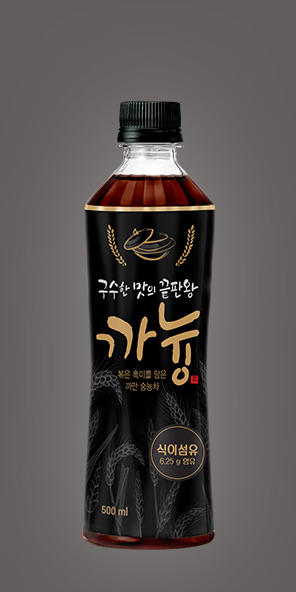 구수한 맛의 끝판왕
까늉
볶은 흑미를 담은
까만 숭늉차
식이섬유
6.25 g 함유
500 ml